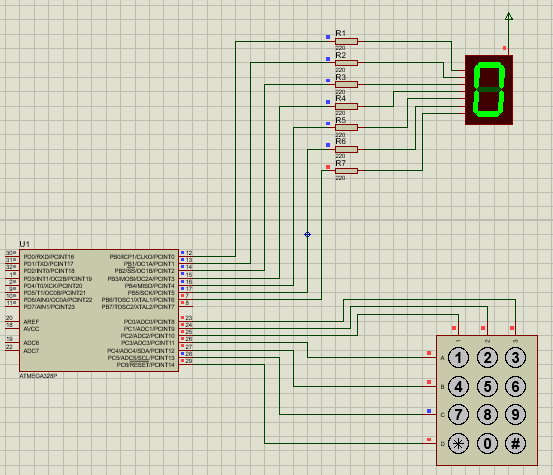 R1
220
R2
220
R3
220
R4
220
R5
220
R6
220
R7
220
U1
30 PD0/RXD/PCINT16 PB0/ICP1/CLKO/PCINT0 12
31 PD1/TXD/PCINT17 PB1/OC1A/PCINT1 13
32 PD2/INT0/PCINT18 PB2/SS/OC1B/PCINT2 14
1 PD3/INT1/OC2B/PCINT19 PB3/MOSI/OC2A/PCINT3 15
2 PD4/T0/XCK/PCINT20 PB4/MISO/PCINT4 16
9 PD5/T1/OC0B/PCINT21 PB5/SCK/PCINT5 17
10 PD6/AIN0/OC0A/PCINT22 PB6/TOSC1/XTAL1/PCINT6 7
11 PD7/AIN1/PCINT23 PB7/TOSC2/XTAL2/PCINT7 8
20 AREF PC0/ADC0/PCINT8 23
18 AVCC PC1/ADC1/PCINT9 24
PC2/ADC2/PCINT10 25
19 ADC6 PC3/ADC3/PCINT11 26
22 ADC7 PC4/ADC4/SDA/PCINT12 27
PC5/ADC5/SCL/PCINT13 28
PC6/RESET/PCINT14 29
ATMEGA328P
1 2 3
A 1 2 3
B 4 5 6
C 7 8 9
D * 0 #